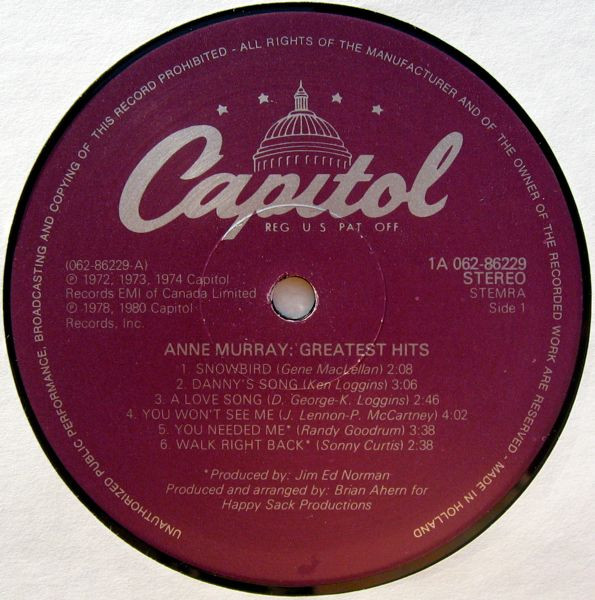 UNAUTHORIZED PUBLIC PERFORMANCE, BROADCASTING AND COPYING OF THIS RECORD PROHIBITED - ALL RIGHTS OF THE MANUFACTURER AND OF THE OWNER OF THE RECORDED WORK ARE RESERVED - MADE IN HOLLAND
Capitol
REG. U.S. PAT. OFF.
(062-86229-A)
℗ 1972, 1973, 1974 Capitol
Records EMI of Canada Limited
℗ 1978, 1980 Capitol
Records, Inc.
1A 062-86229
STEREO
STEMRA
Side 1
ANNE MURRAY: GREATEST HITS
1. SNOWBIRD (Gene MacLellan) 2:08
2. DANNY'S SONG (Ken Loggins) 3:06
3. A LOVE SONG (D. George-K. Loggins) 2:46
4. YOU WON'T SEE ME (J. Lennon-P. McCartney) 4:02
5. YOU NEEDED ME* (Randy Goodrum) 3:38
6. WALK RIGHT BACK* (Sonny Curtis) 2:38
*Produced by: Jim Ed Norman
Produced and arranged by: Brian Ahern for
Happy Sack Productions